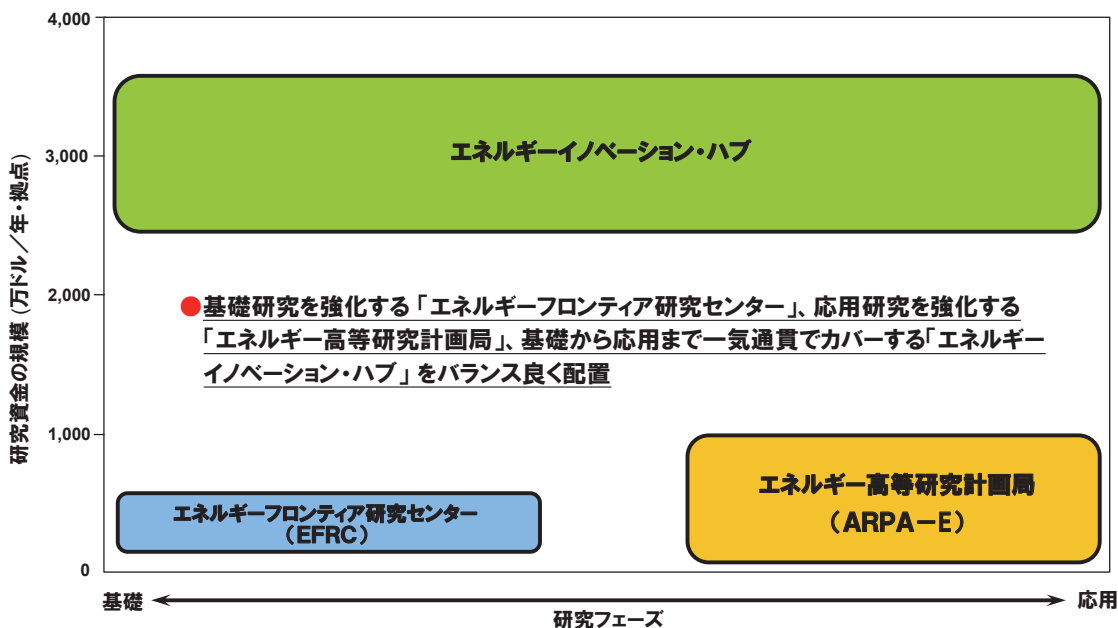 4,000
3,000
2,000
1,000
0
研究資金の規模（万ドル／年・拠点）
エネルギーイノベーション・ハブ
●基礎研究を強化する「エネルギーフロンティア研究センター」、応用研究を強化する
「エネルギー高等研究計画局」、基礎から応用まで一気通貫でカバーする「エネルギー
イノベーション・ハブ」をバランス良く配置
エネルギーフロンティア研究センター
（EFRC）
エネルギー高等研究計画局
（ARPA－E）
基礎
応用
研究フェーズ